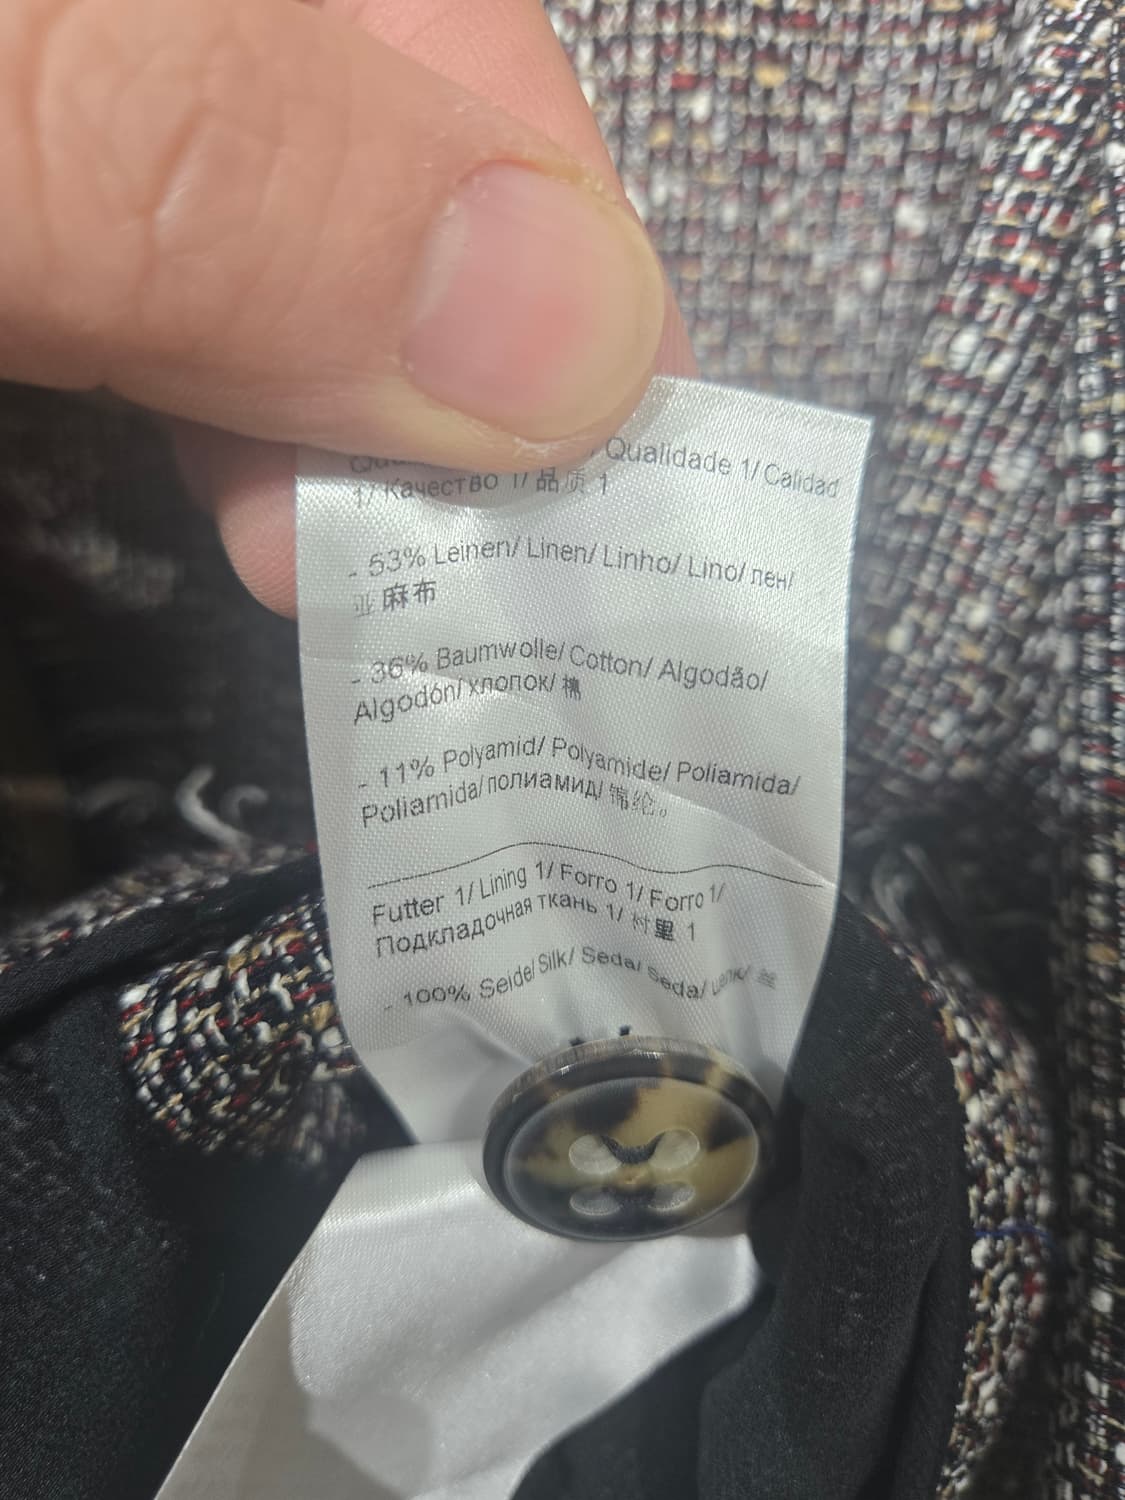 Qualidade 1/ Calidad
1/ Качество 1/ 品质 1
- 53% Leinen/ Linen/ Linho/ Lino/ лен/
亚麻布
- 36% Baumwolle/ Cotton/ Algodão/
Algodón/ хлопок/ 棉
- 11% Polyamid/ Polyamide/ Poliamida/
Poliamida/ полиамид/ 锦纶。
Futter 1/ Lining 1/ Forro 1/ Forro 1/
Подкладочная ткань 1/ 衬里 1
- 100% Seide/ Silk/ Seda/ Seda/ шелк/ 丝